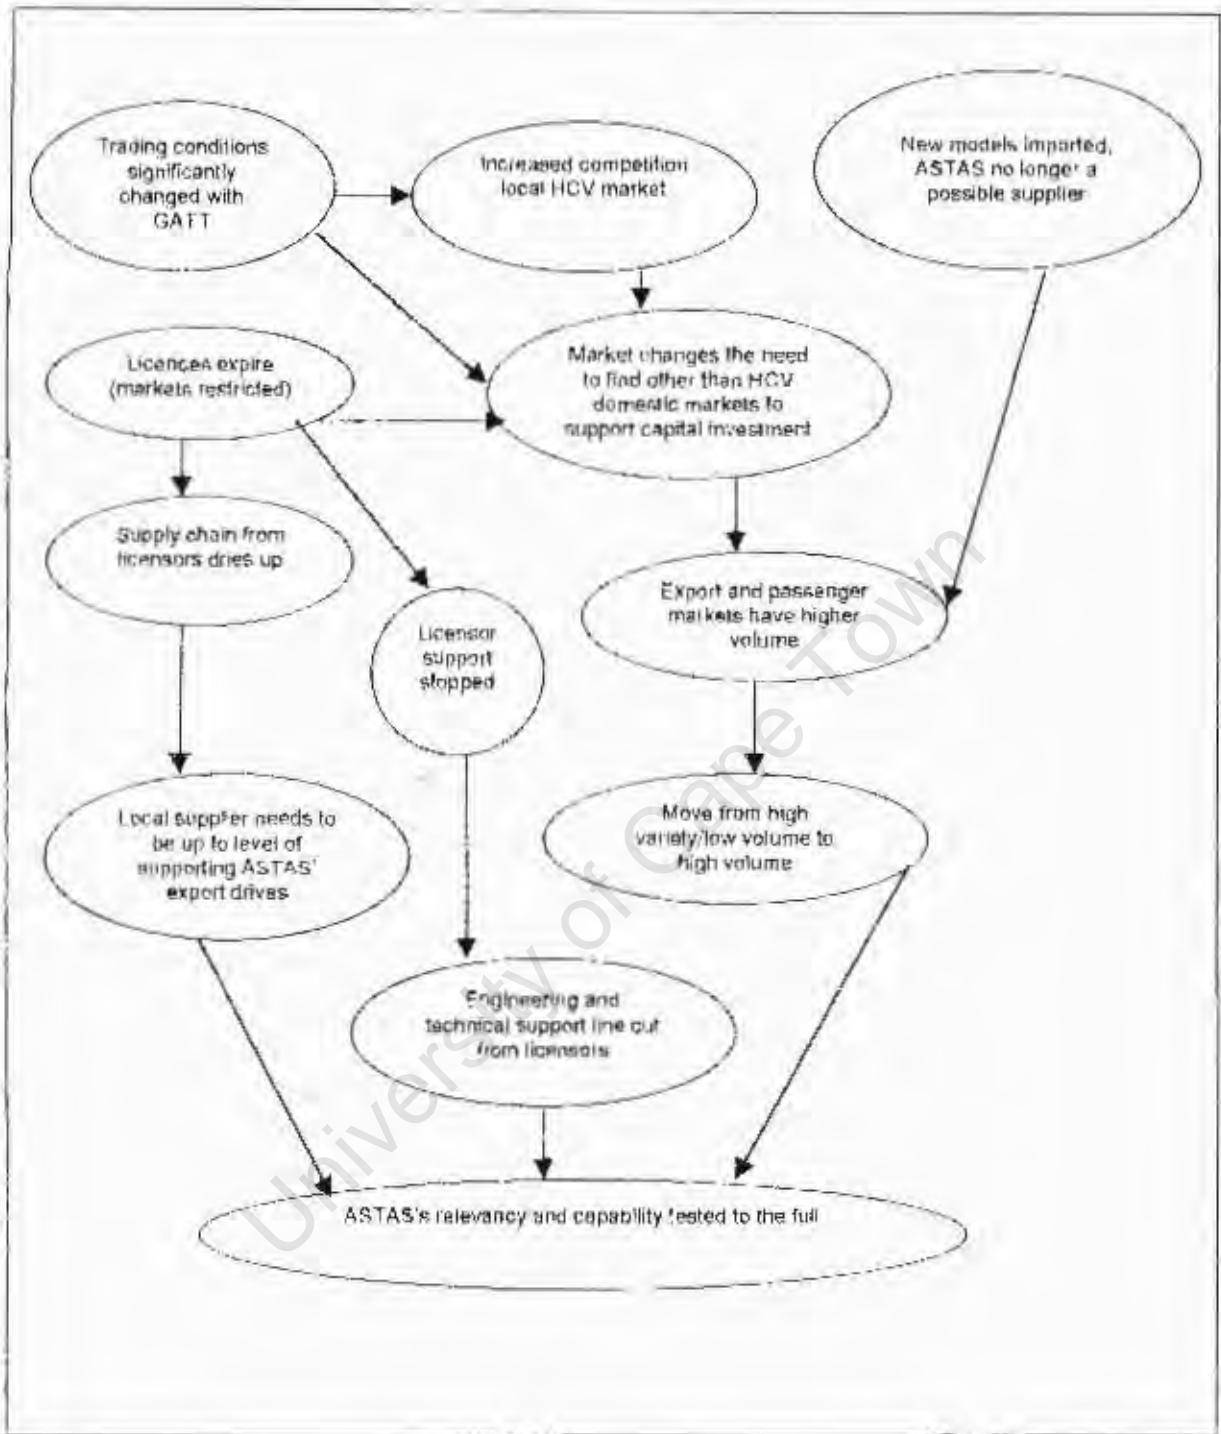 Trading conditions
significantly
changed with
GATT
Increased competition
local HCV market
New models imported,
ASTAS no longer a
possible supplier
Licences expire
(markets restricted)
Market changes the need
to find other than HCV
domestic markets to
support capital investment
Supply chain from
licensors dries up
Licensor
support
stopped
Export and passenger
markets have higher
volume
Local supplier needs to
be up to level of
supporting ASTAS'
export drives
Move from high
variety/low volume to
high volume
Engineering and
technical support line cut
from licensors
ASTAS's relevancy and capability tested to the full
University of Cape Town